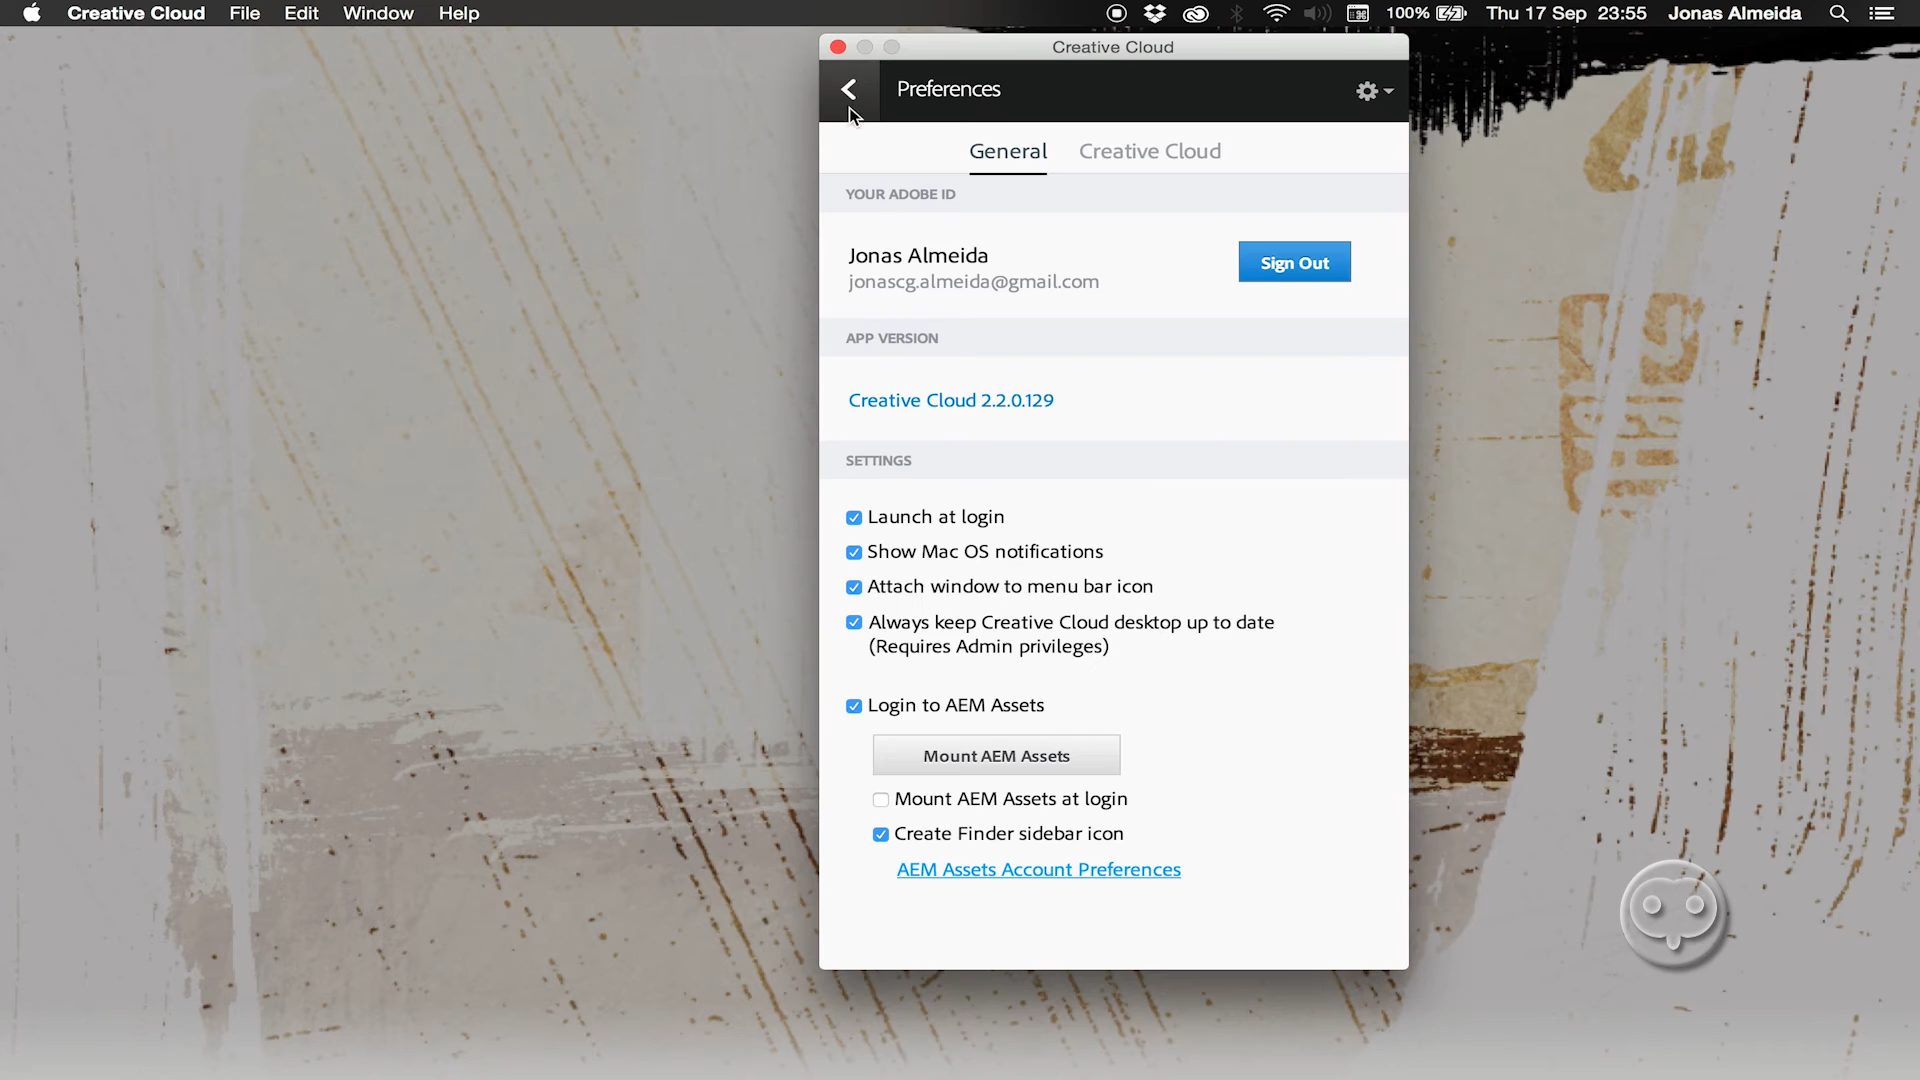 Creative Cloud File Edit Window Help 100% Thu 17 Sep 23:55 Jonas Almeida
Creative Cloud
Preferences
General Creative Cloud
YOUR ADOBE ID
Jonas Almeida
jonascg.almeida@gmail.com
Sign Out
APP VERSION
Creative Cloud 2.2.0.129
SETTINGS
Launch at login
Show Mac OS notifications
Attach window to menu bar icon
Always keep Creative Cloud desktop up to date
(Requires Admin privileges)
Login to AEM Assets
Mount AEM Assets
Mount AEM Assets at login
Create Finder sidebar icon
AEM Assets Account Preferences